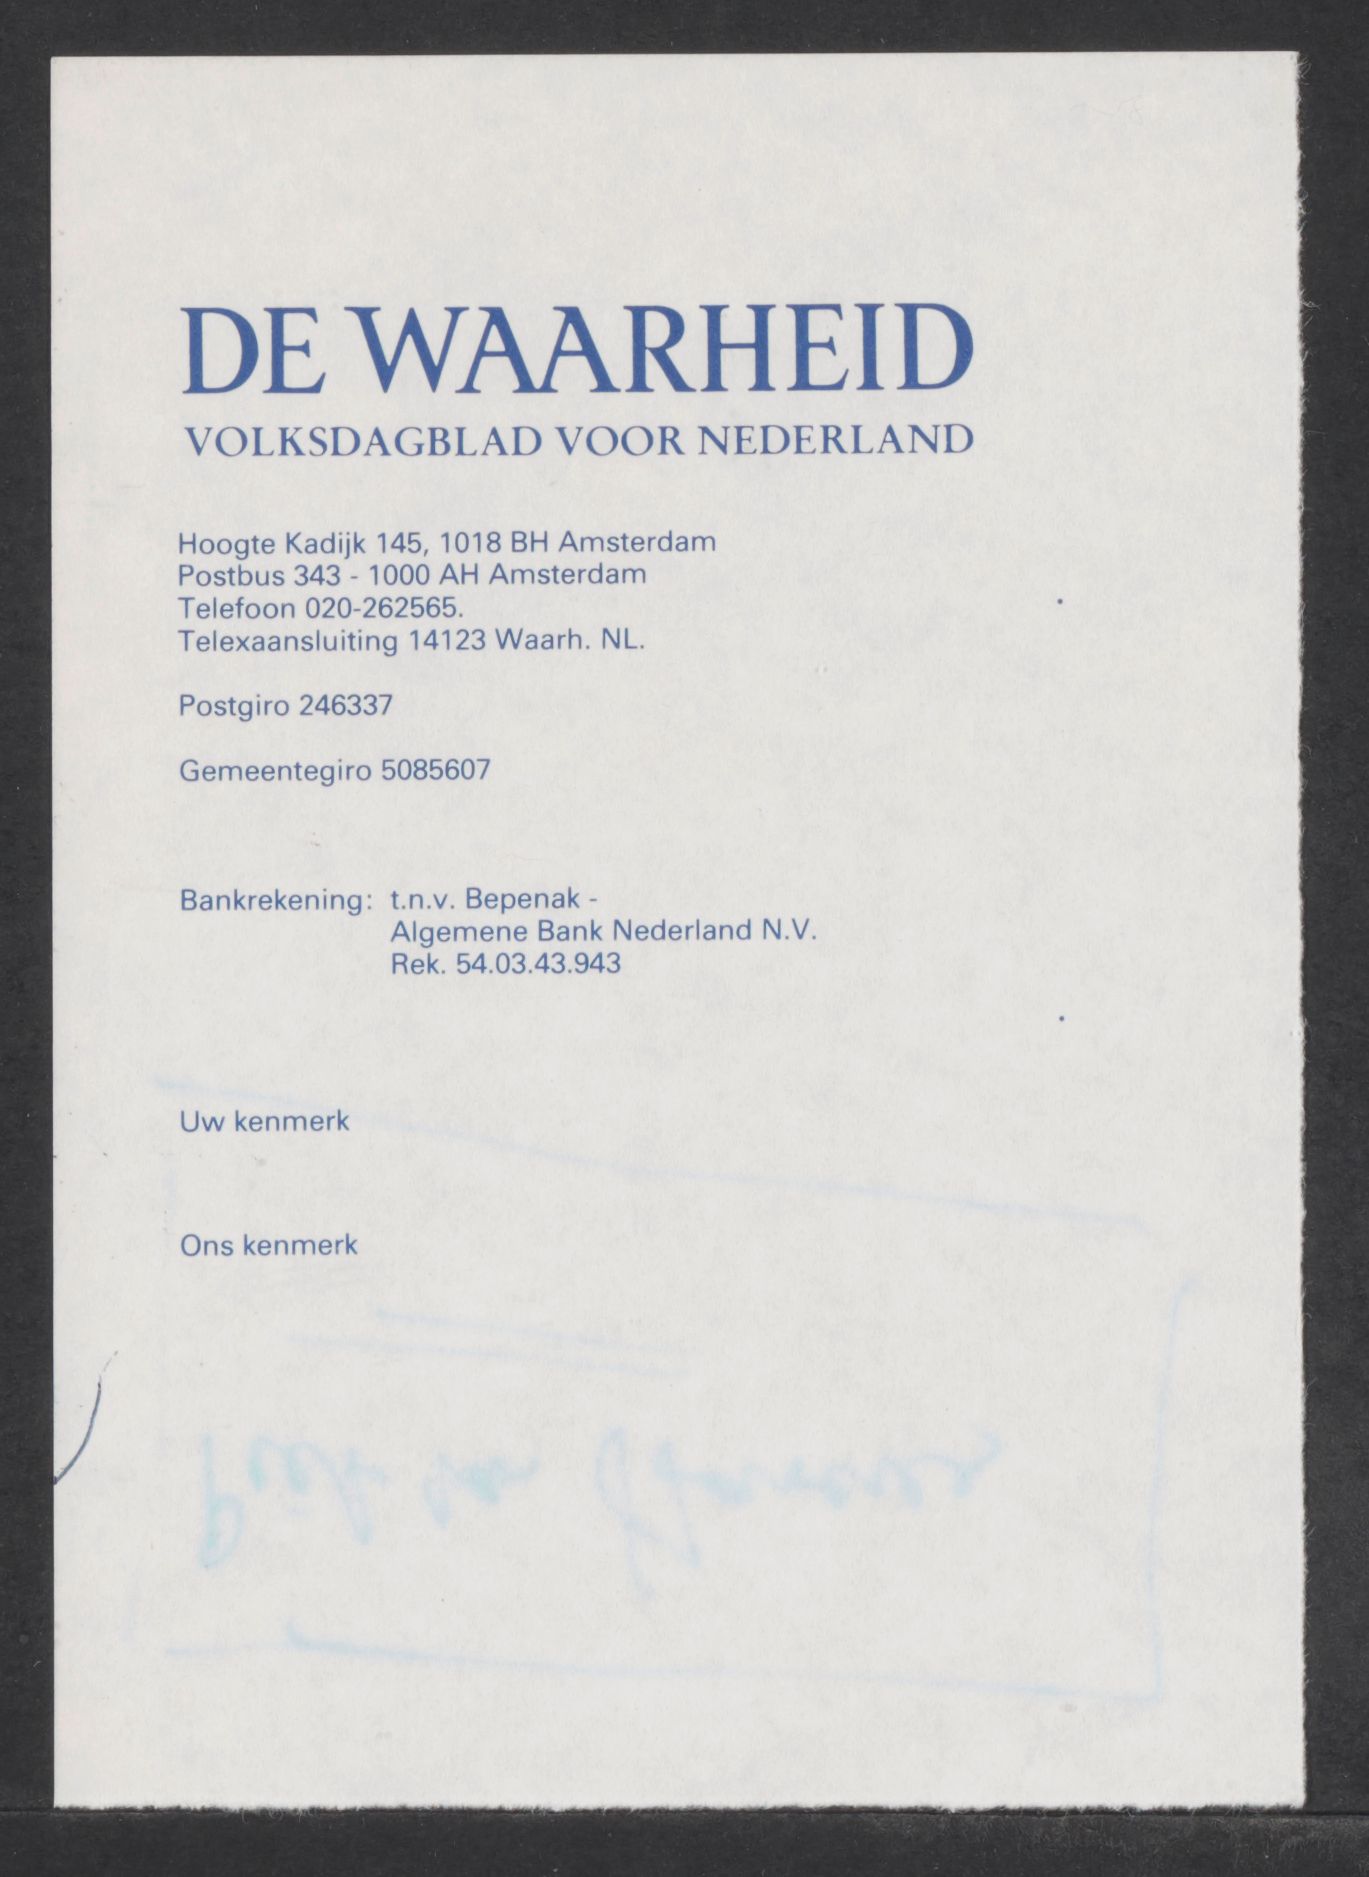 DE WAARHEID
VOLKSDAGBLAD VOOR NEDERLAND
Hoogte Kadijk 145, 1018 BH Amsterdam
Postbus 343 - 1000 AH Amsterdam
Telefoon 020-262565.
Telexaansluiting 14123 Waarh. NL.
Postgiro 246337
Gemeentegiro 5085607
Bankrekening: t.n.v. Bepenak -
Algemene Bank Nederland N.V.
Rek. 54.03.43.943
Uw kenmerk
Ons kenmerk